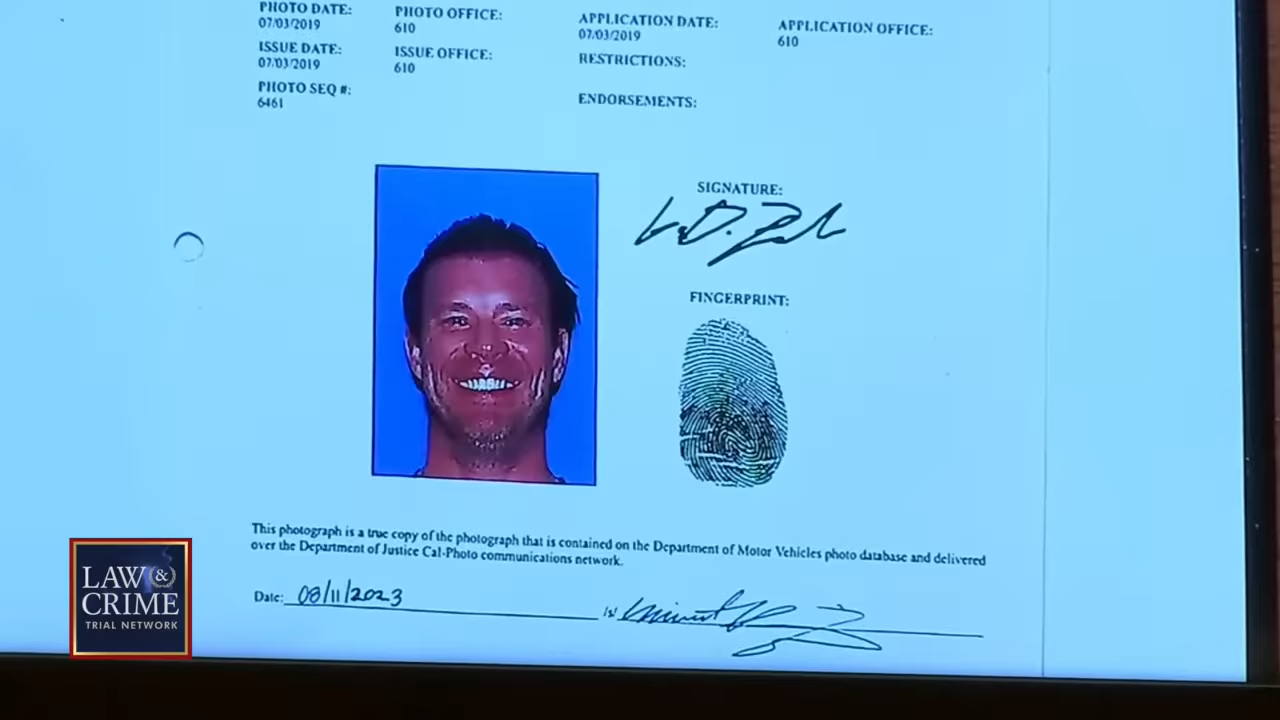 PHOTO DATE:
07/03/2019
PHOTO OFFICE:
610
APPLICATION DATE:
07/03/2019
APPLICATION OFFICE:
610
ISSUE DATE:
07/03/2019
ISSUE OFFICE:
610
RESTRICTIONS:
PHOTO SEQ #:
6461
ENDORSEMENTS:
SIGNATURE:
FINGERPRINT:
This photograph is a true copy of the photograph that is contained on the Department of Motor Vehicles photo database and delivered
over the Department of Justice Cal-Photo communications network.
Date: 08/11/2023 /s/
LAW &
CRIME
TRIAL NETWORK